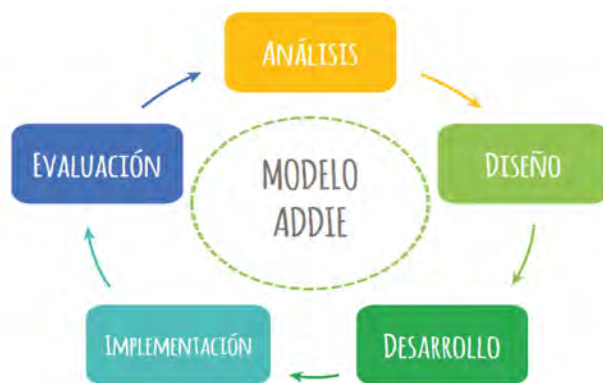 ANÁLISIS
EVALUACIÓN
MODELO
ADDIE
DISEÑO
IMPLEMENTACIÓN
DESARROLLO